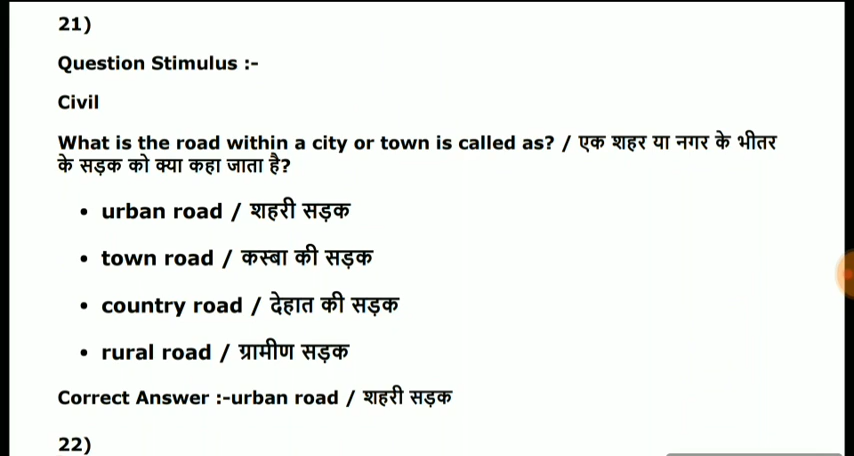 21)
Question Stimulus :-
Civil
What is the road within a city or town is called as? / एक शहर या नगर के भीतर
के सड़क को क्या कहा जाता है?
• urban road / शहरी सड़क
• town road / कस्बा की सड़क
• country road / देहात की सड़क
• rural road / ग्रामीण सड़क
Correct Answer :-urban road / शहरी सड़क
22)